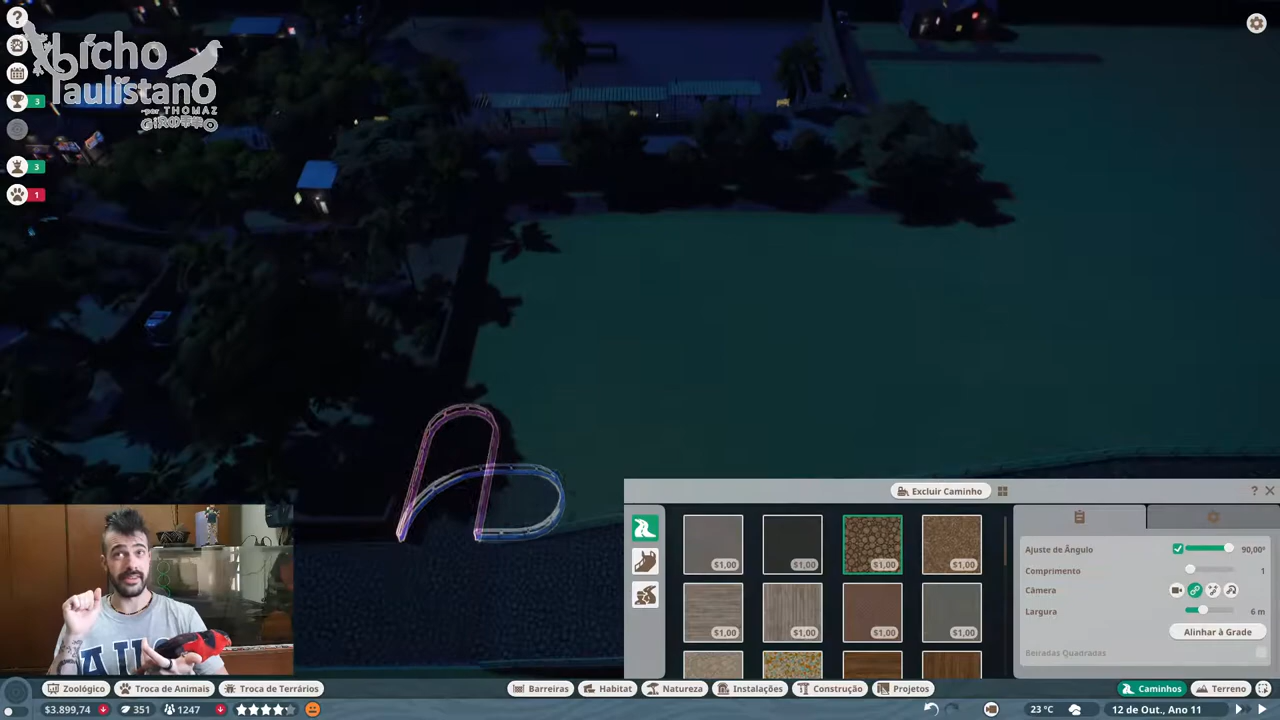 bicho
Paulistano
por THOMAZ
GIROTTO
3
3
1
Excluir Caminho
?
$1,00
$1,00
$1,00
$1,00
$1,00
$1,00
$1,00
$1,00
Ajuste de Ângulo 90,00°
Comprimento 1
Câmera
Largura 6 m
Alinhar à Grade
Beiradas Quadradas
Zoológico Troca de Animais Troca de Terrários Barreiras Habitat Natureza Instalações Construção Projetos Caminhos Terreno
$3.899,74 351 1247 23 °C 12 de Out., Ano 11